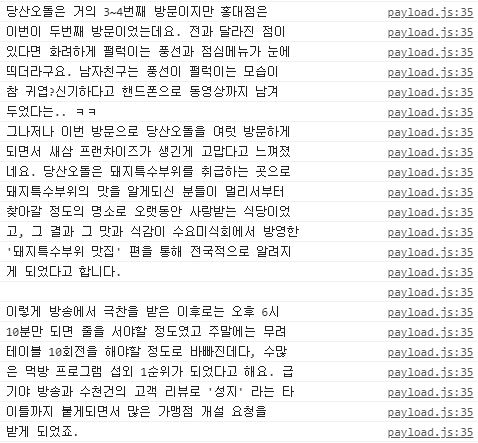 당산오돌은 거의 3~4번째 방문이지만 홍대점은 payload.js:35
이번이 두번째 방문이었는데요. 전과 달라진 점이 payload.js:35
있다면 화려하게 펄럭이는 풍선과 점심메뉴가 눈에 payload.js:35
띅더라구요. 남자친구는 풍선이 펄럭이는 모습이 payload.js:35
참 귀엽?신기하다고 핸드폰으로 동영상까지 남겨 payload.js:35
두었다는.. ㅋㅋ payload.js:35
그나저나 이번 방문으로 당산오돌을 여럿 방문하게 payload.js:35
되면서 새삼 프랜차이즈가 생긴게 고맙다고 느껴졌 payload.js:35
네요. 당산오돌은 돼지특수부위를 취급하는 곳으로 payload.js:35
돼지특수부위의 맛을 알게되신 분들이 멀리서부터 payload.js:35
찾아갈 정도의 명소로 오랫동안 사랑받는 식당이었 payload.js:35
고, 그 결과 그 맛과 식감이 수요미식회에서 방영한 payload.js:35
'돼지특수부위 맛집' 편을 통해 전국적으로 알려지 payload.js:35
게 되었다고 합니다. payload.js:35
payload.js:35
이렇게 방송에서 극찬을 받은 이후로는 오후 6시 payload.js:35
10분만 되면 줄을 서야할 정도였고 주말에는 무려 payload.js:35
테이블 10회전을 해야할 정도로 바빠진데다, 수많 payload.js:35
은 먹방 프로그램 섭외 1순위가 되었다고 해요. 급 payload.js:35
기야 방송과 수천건의 고객 리뷰로 '성지' 라는 타 payload.js:35
이틀까지 붙게되면서 많은 가맹점 개설 요청을 payload.js:35
받게 되었죠. payload.js:35